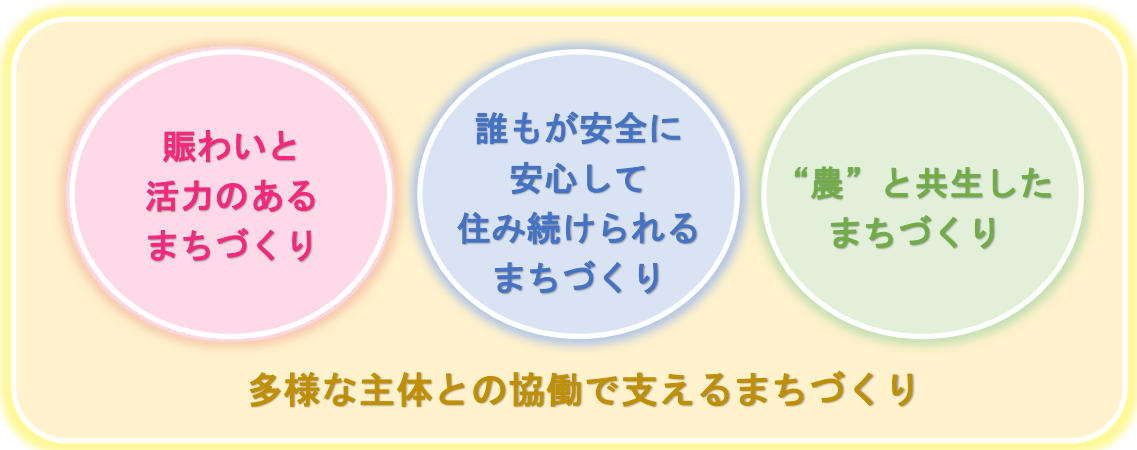 賑わいと
活力のある
まちづくり
誰もが安全に
安心して
住み続けられる
まちづくり
“農”と共生した
まちづくり
多様な主体との協働で支えるまちづくり